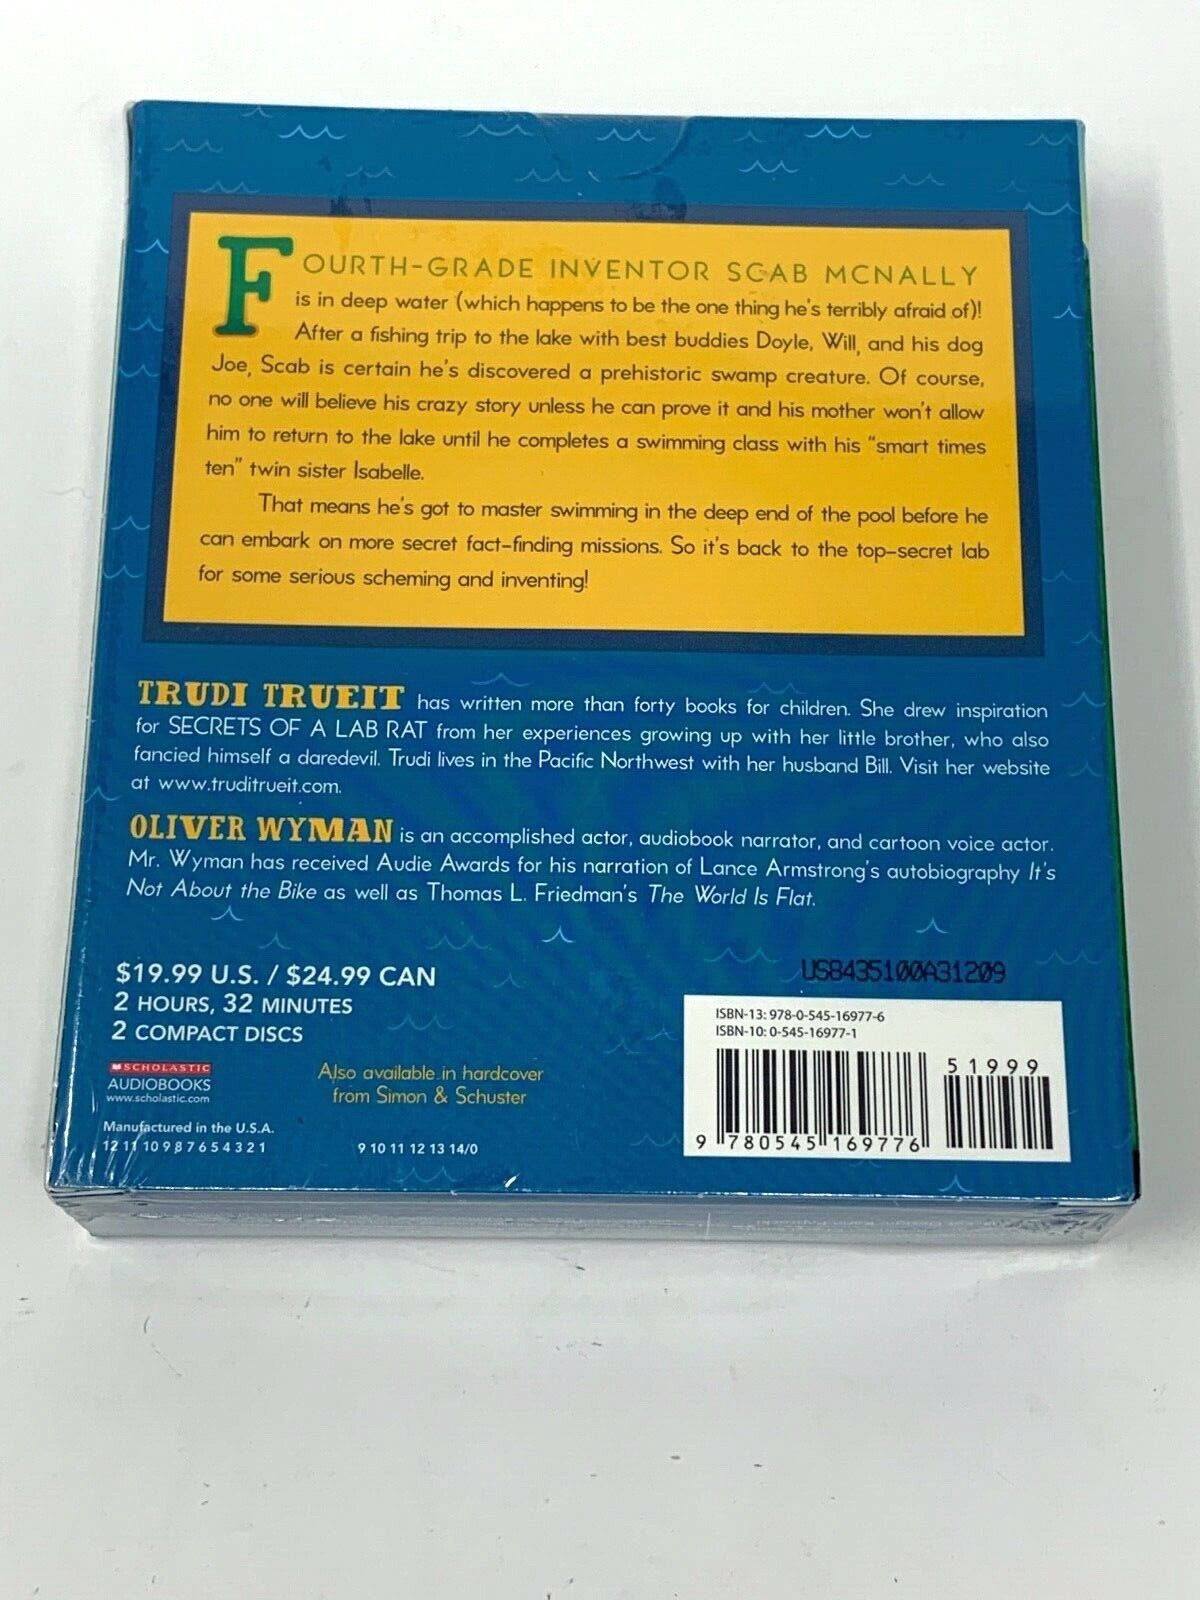 FOURTH-GRADE INVENTOR SCAB MCNALLY
is in deep water (which happens to be the one thing he's terribly afraid of)!
After a fishing trip to the lake with best buddies Doyle, Will, and his dog
Joe, Scab is certain he's discovered a prehistoric swamp creature. Of course,
no one will believe his crazy story unless he can prove it and his mother won't allow
him to return to the lake until he completes a swimming class with his “smart times
ten” twin sister Isabelle.
That means he's got to master swimming in the deep end of the pool before he
can embark on more secret fact-finding missions. So it's back to the top-secret lab
for some serious scheming and inventing!
TRUDI TRUEIT has written more than forty books for children. She drew inspiration
for SECRETS OF A LAB RAT from her experiences growing up with her little brother, who also
fancied himself a daredevil. Trudi lives in the Pacific Northwest with her husband Bill. Visit her website
at www.truditrueit.com.
OLIVER WYMAN is an accomplished actor, audiobook narrator, and cartoon voice actor.
Mr. Wyman has received Audie Awards for his narration of Lance Armstrong's autobiography It's
Not About the Bike as well as Thomas L. Friedman's The World Is Flat.
$19.99 U.S. / $24.99 CAN
2 HOURS, 32 MINUTES
2 COMPACT DISCS
SCHOLASTIC
AUDIOBOOKS
www.scholastic.com
Also available in hardcover
from Simon & Schuster
Manufactured in the U.S.A.
12 11 10 9 8 7 6 5 4 3 2 1 9 10 11 12 13 14/0
US8435100A31209
ISBN-13: 978-0-545-16977-6
ISBN-10: 0-545-16977-1
51999
9 780545 169776